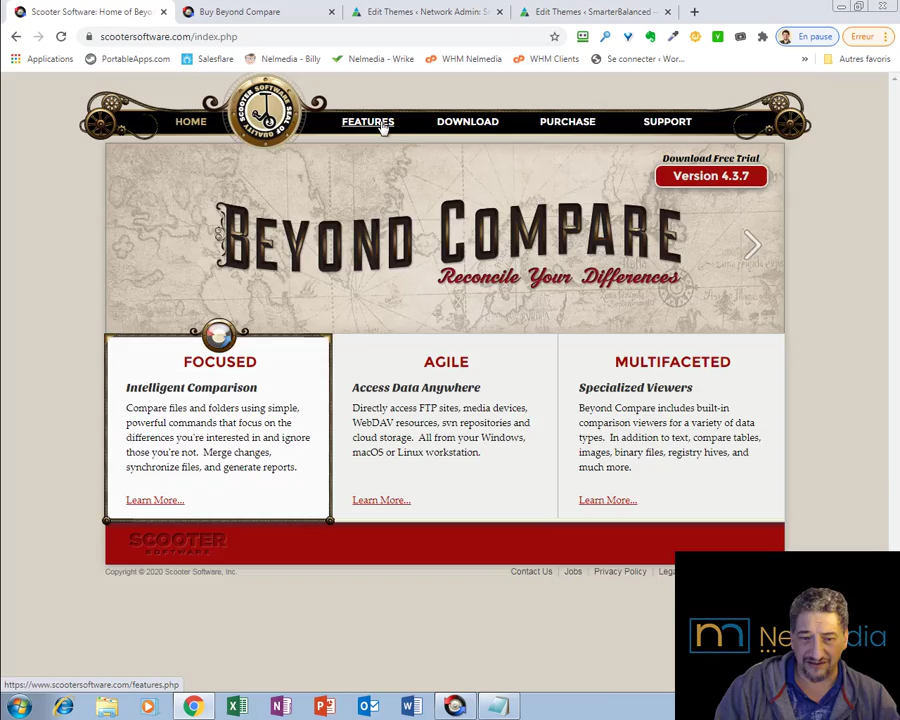 Scooter Software: Home of Beyo
Buy Beyond Compare
Edit Themes ‹ Network Admin: S
Edit Themes ‹ SmarterBalanced --
scootersoftware.com/index.php
En pause
Erreur
Applications
PortableApps.com
Salesflare
Nelmedia - Billy
Nelmedia - Wrike
WHM Nelmedia
WHM Clients
Se connecter ‹ Wor...
Autres favoris
HOME
SCOOTER SOFTWARE SEAL OF QUALITY
FEATURES
DOWNLOAD
PURCHASE
SUPPORT
Download Free Trial
Version 4.3.7
BEYOND COMPARE
Reconcile Your Differences
FOCUSED
Intelligent Comparison
Compare files and folders using simple,
powerful commands that focus on the
differences you're interested in and ignore
those you're not. Merge changes,
synchronize files, and generate reports.
Learn More...
AGILE
Access Data Anywhere
Directly access FTP sites, media devices,
WebDAV resources, svn repositories and
cloud storage. All from your Windows,
macOS or Linux workstation.
Learn More...
MULTIFACETED
Specialized Viewers
Beyond Compare includes built-in
comparison viewers for a variety of data
types. In addition to text, compare tables,
images, binary files, registry hives, and
much more.
Learn More...
SCOOTER
SOFTWARE
Copyright © 2020 Scooter Software, Inc.
Contact Us
Jobs
Privacy Policy
https://www.scootersoftware.com/features.php